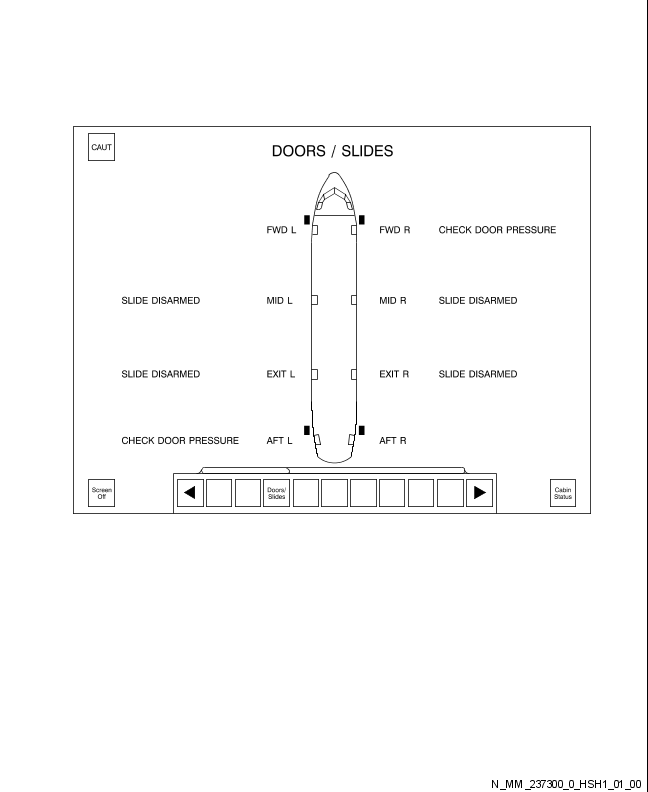 CAUT
DOORS / SLIDES
FWD L FWD R CHECK DOOR PRESSURE
SLIDE DISARMED MID L MID R SLIDE DISARMED
SLIDE DISARMED EXIT L EXIT R SLIDE DISARMED
CHECK DOOR PRESSURE AFT L AFT R
Screen
Off
Doors/
Slides
Cabin
Status
N_MM_237300_0_HSH1_01_00